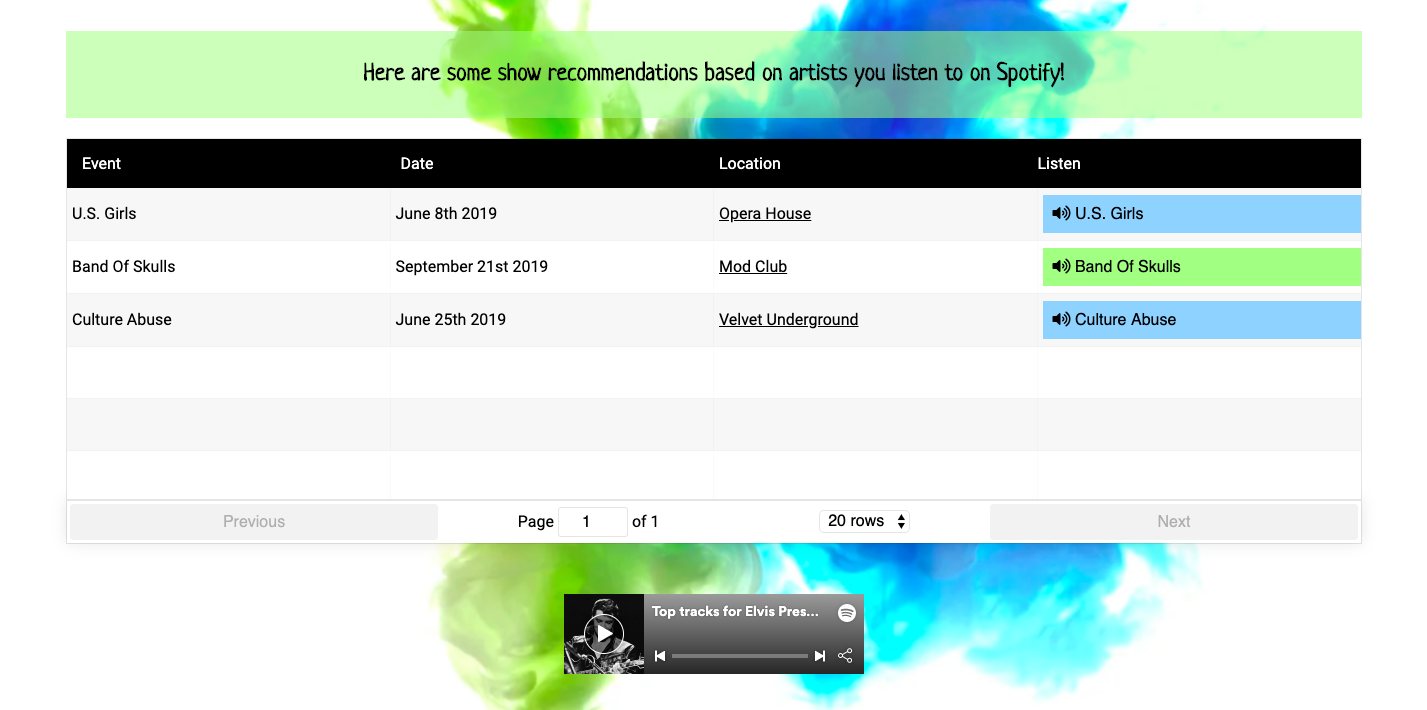 Here are some show recommendations based on artists you listen to on Spotify!
Event Date Location Listen
U.S. Girls June 8th 2019 Opera House U.S. Girls
Band Of Skulls September 21st 2019 Mod Club Band Of Skulls
Culture Abuse June 25th 2019 Velvet Underground Culture Abuse
Previous Page 1 of 1 20 rows Next
Top tracks for Elvis Pres...